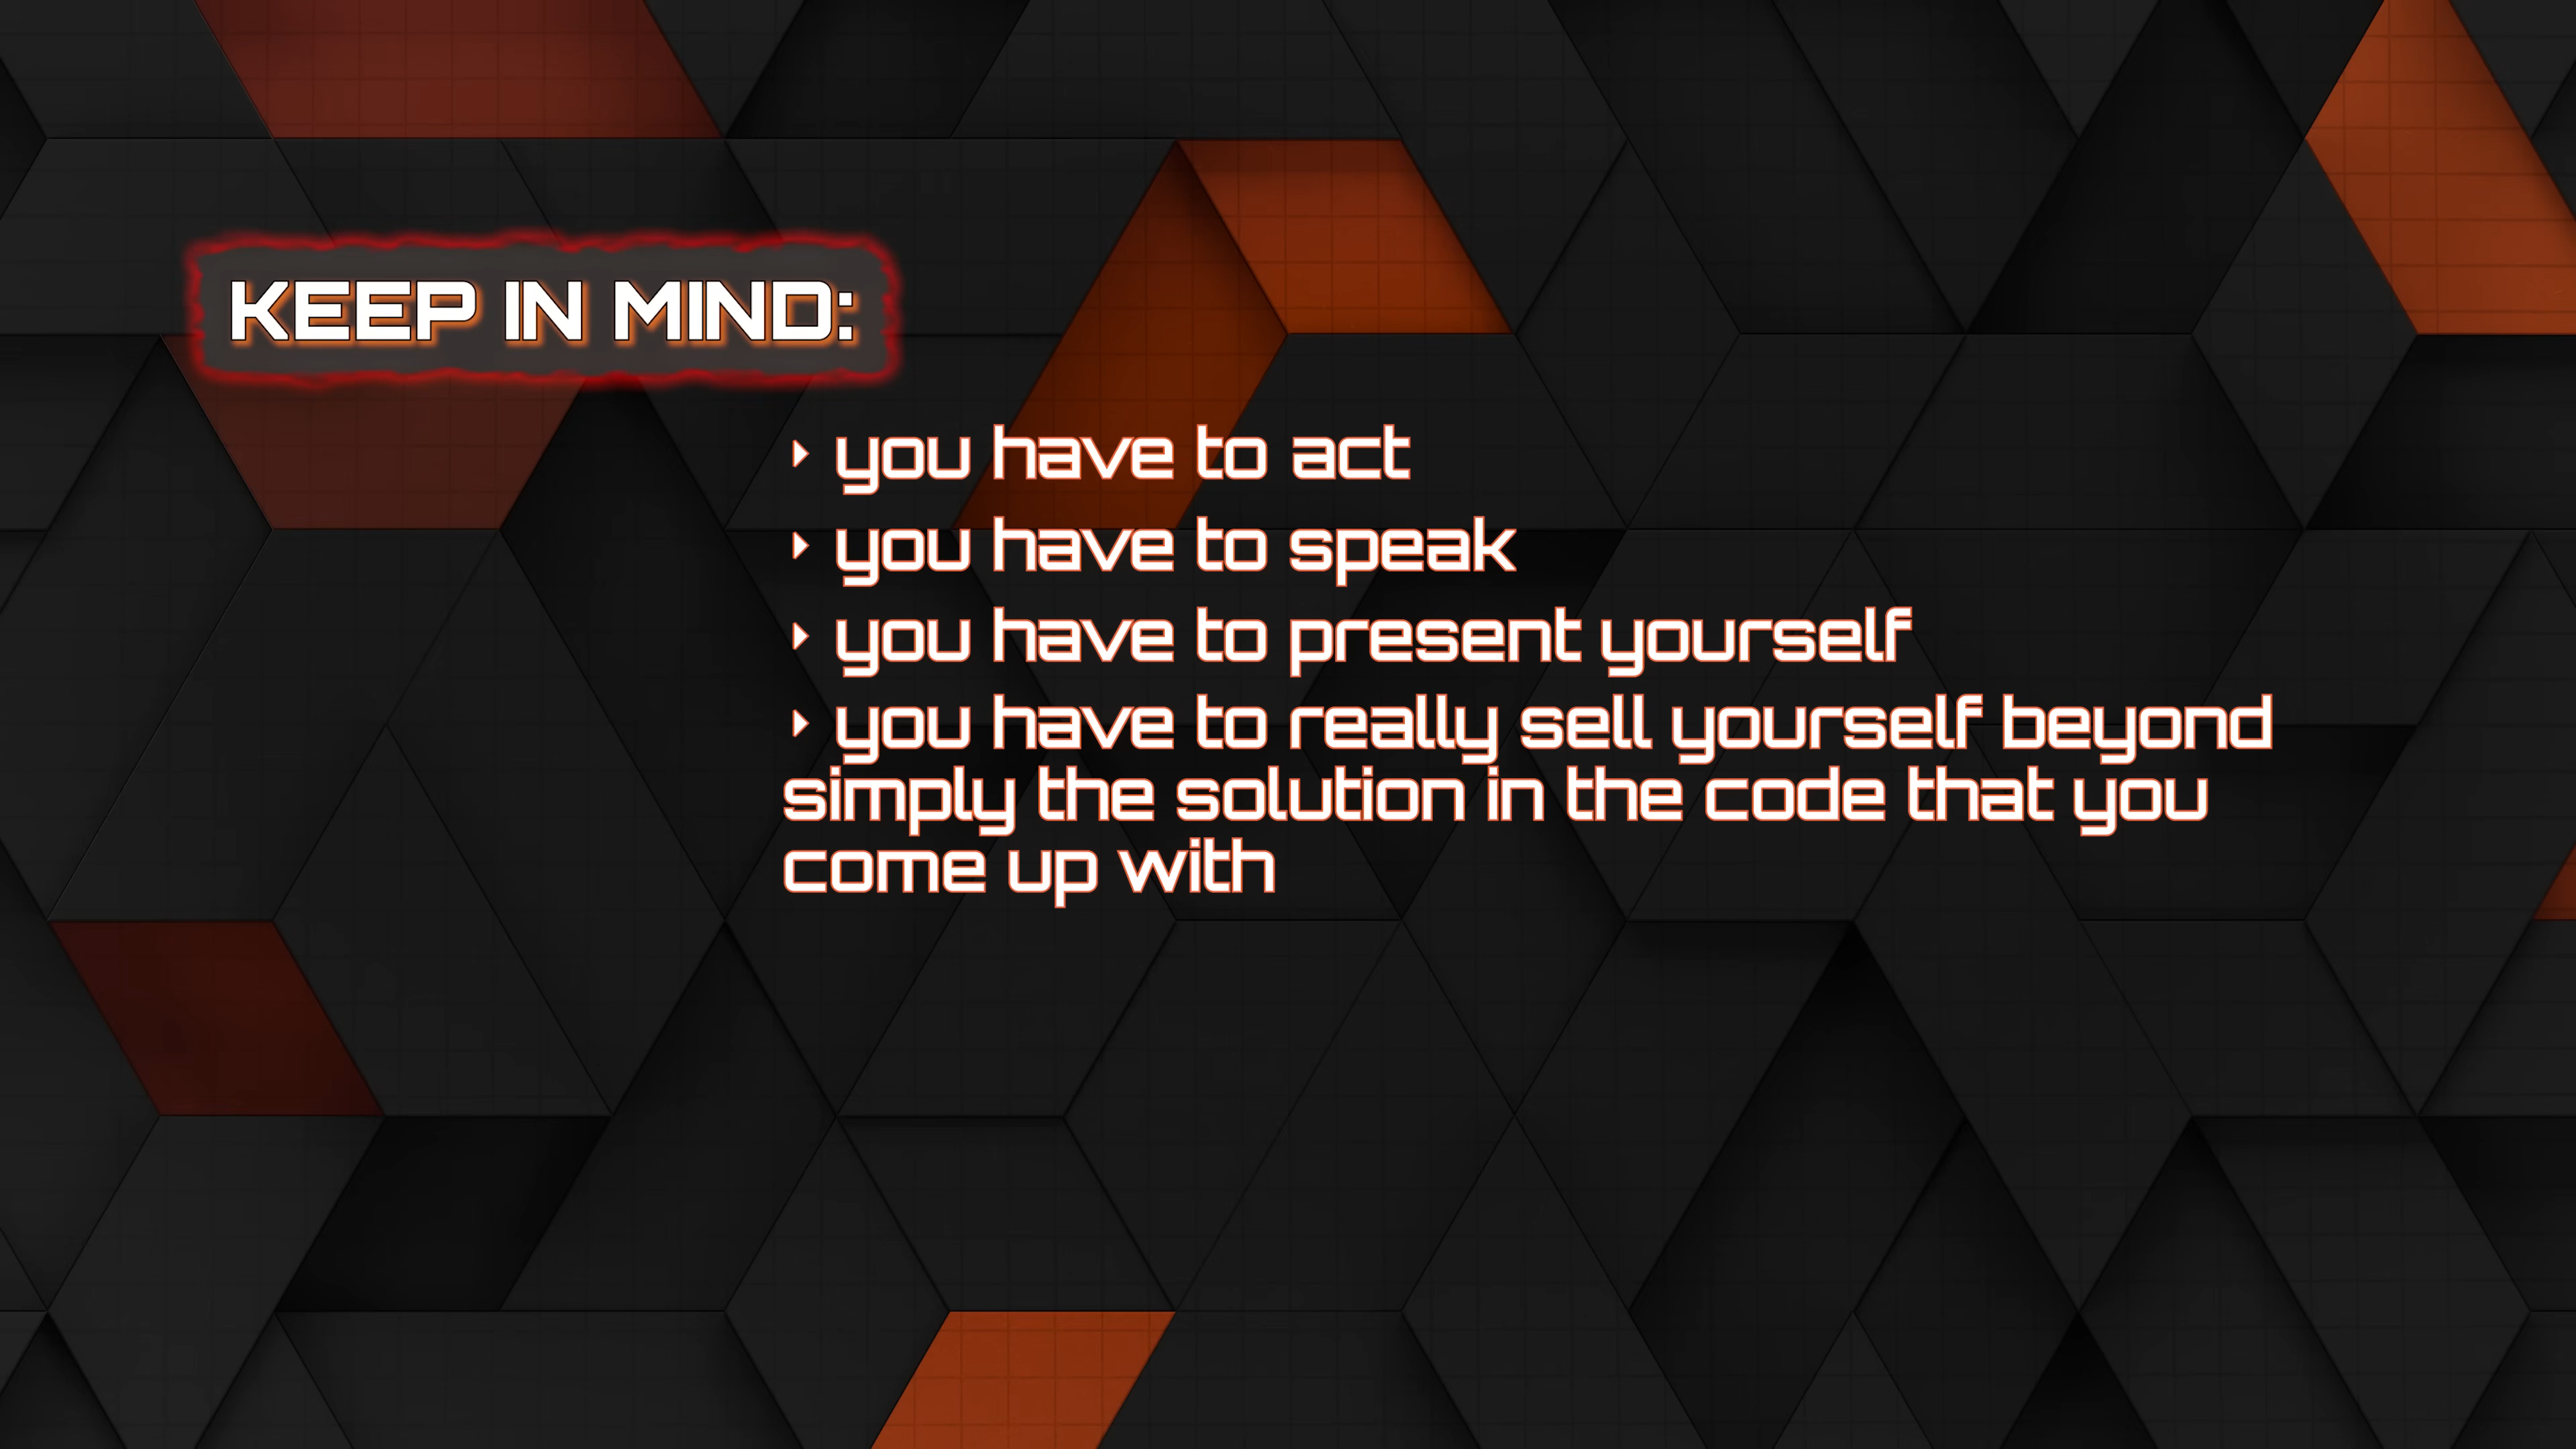 KEEP IN MIND:
‣ you have to act
‣ you have to speak
‣ you have to present yourself
‣ you have to really sell yourself beyond
simply the solution in the code that you
come up with